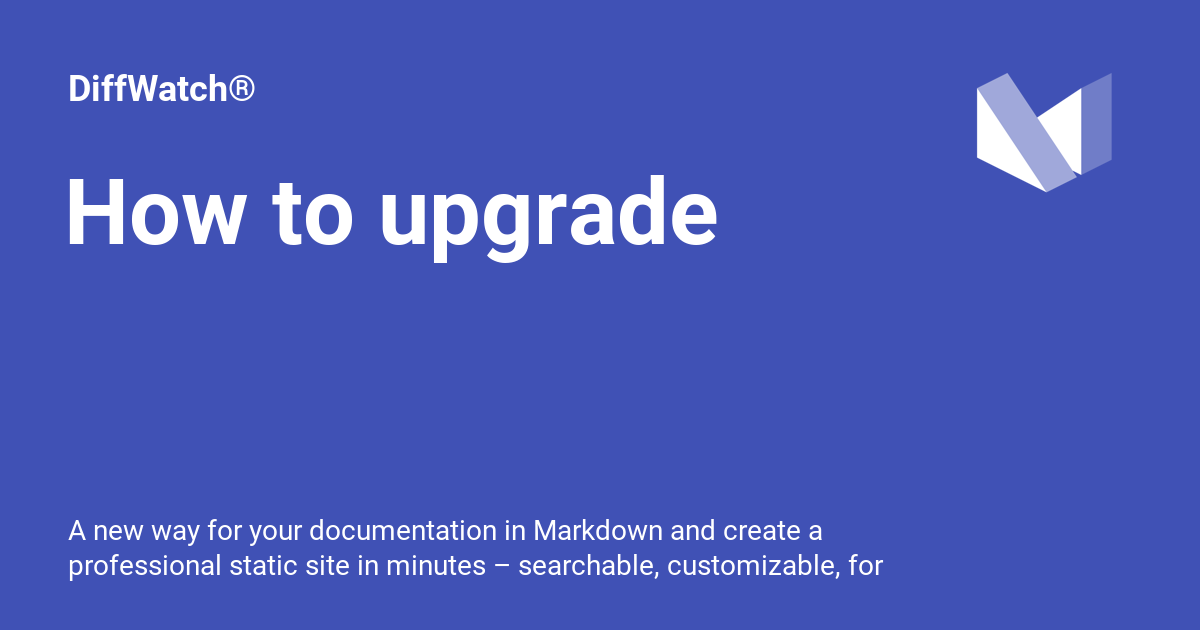 DiffWatch®
How to upgrade
A new way for your documentation in Markdown and create a
professional static site in minutes – searchable, customizable, for